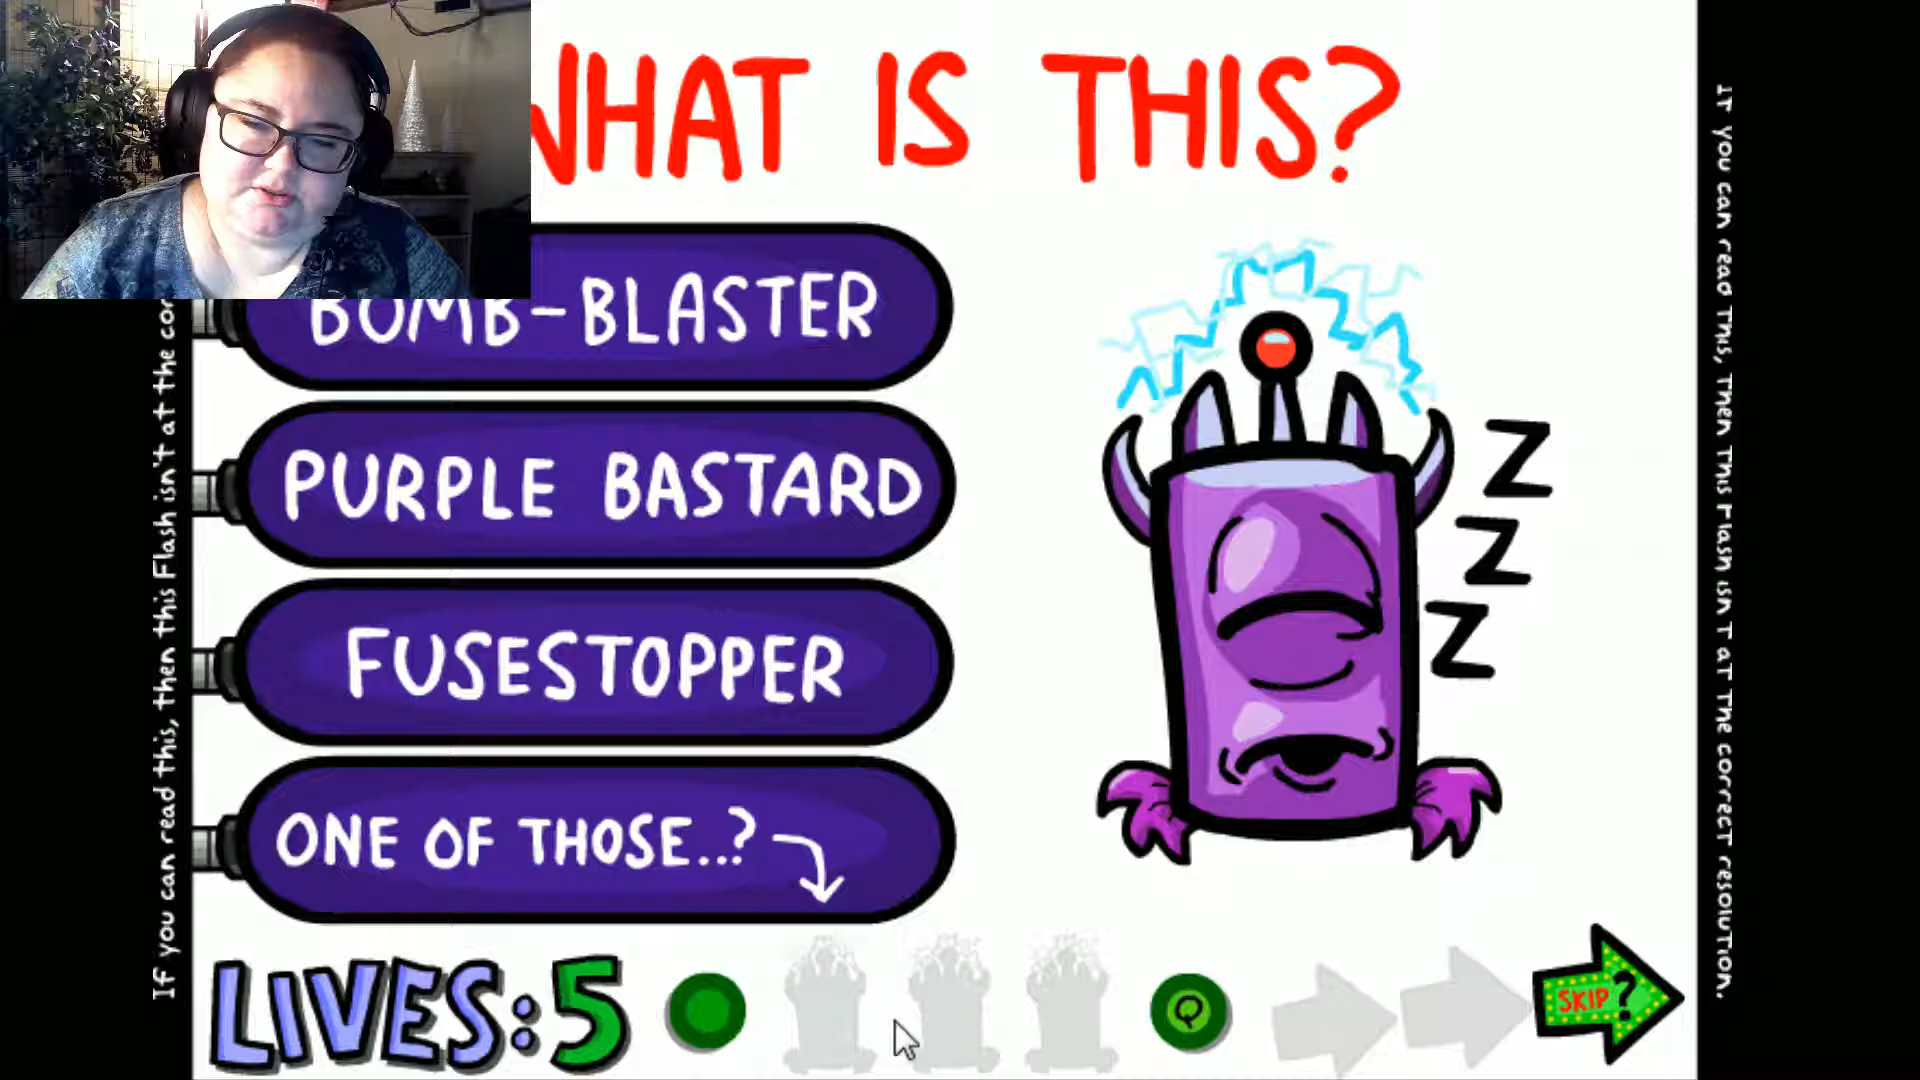 WHAT IS THIS?
BOMB-BLASTER
PURPLE BASTARD
FUSESTOPPER
ONE OF THOSE..?
Z
Z
Z
LIVES: 5
Q
SKIP?
If you can read this, then this Flash isn't at the
If you can read this, then this Flash isn't at the correct resolution.